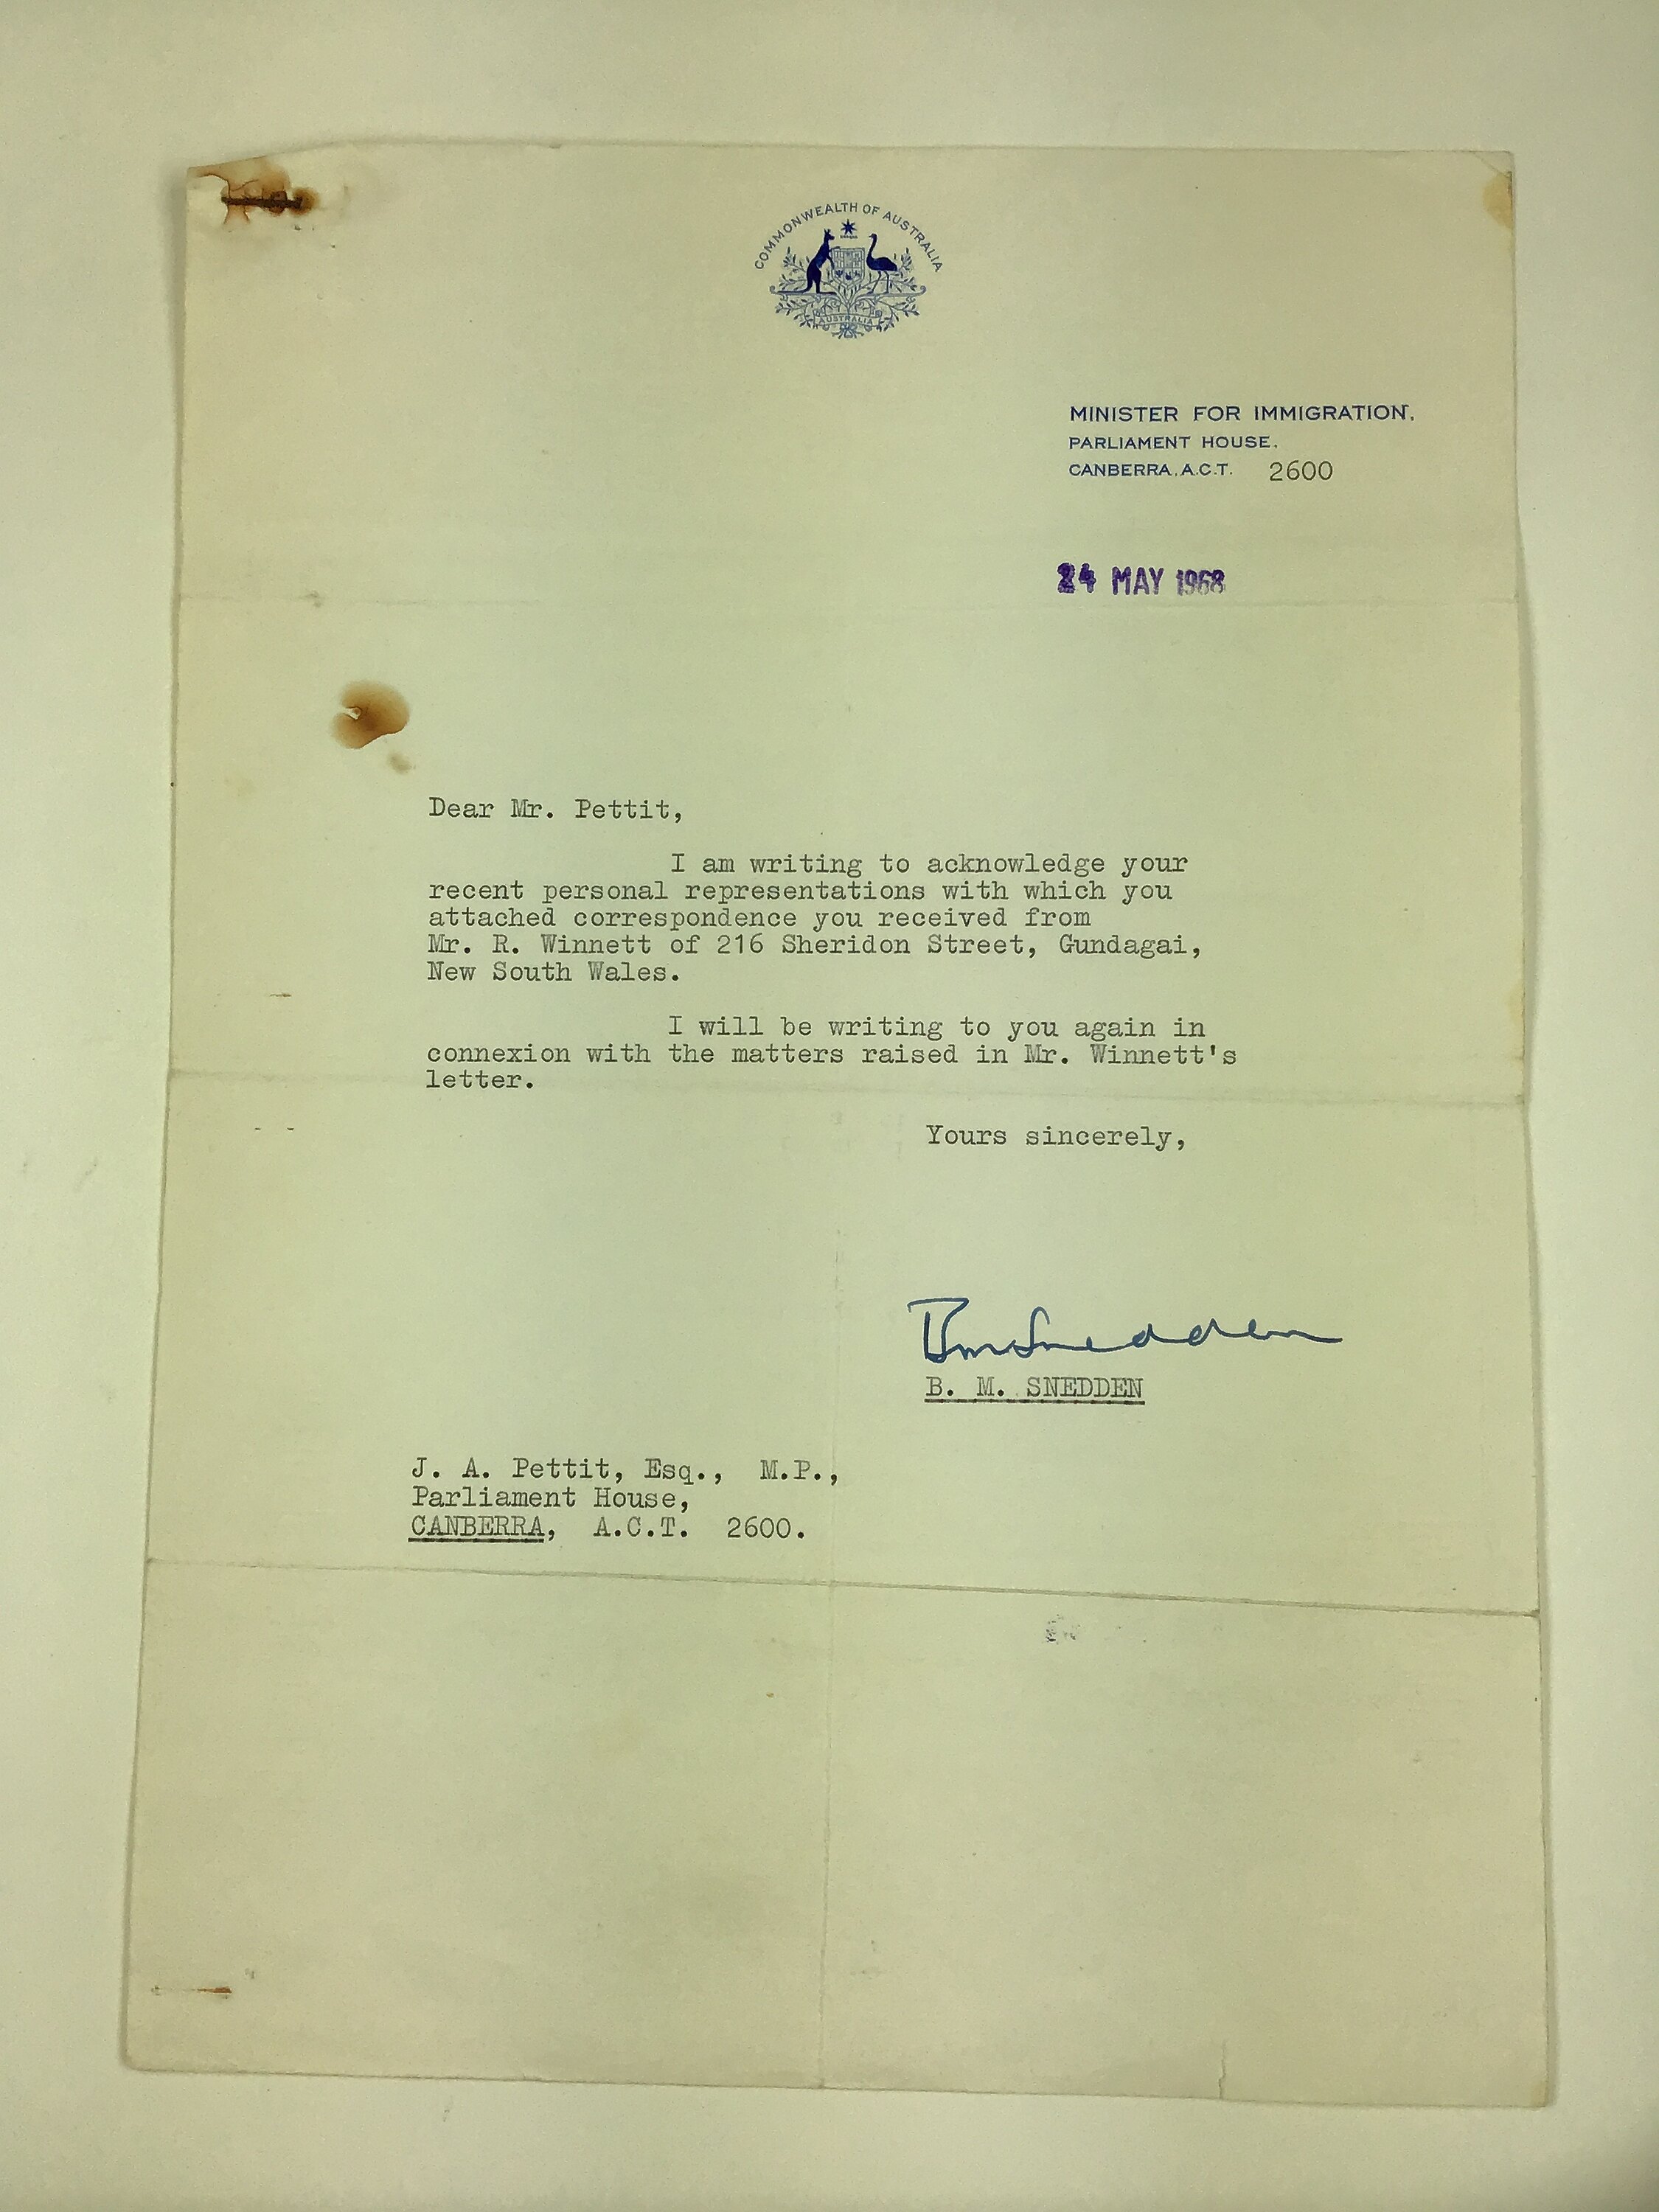 COMMONWEALTH OF AUSTRALIA
AUSTRALIA
MINISTER FOR IMMIGRATION.
PARLIAMENT HOUSE.
CANBERRA, A.C.T. 2600
24 MAY 1968
Dear Mr. Pettit,
I am writing to acknowledge your
recent personal representations with which you
attached correspondence you received from
Mr. R. Winnett of 216 Sheridon Street, Gundagai,
New South Wales.
I will be writing to you again in
connexion with the matters raised in Mr. Winnett's
letter.
Yours sincerely,
BmSnedden
B. M. SNEDDEN
J. A. Pettit, Esq., M.P.,
Parliament House,
CANBERRA, A.C.T. 2600.